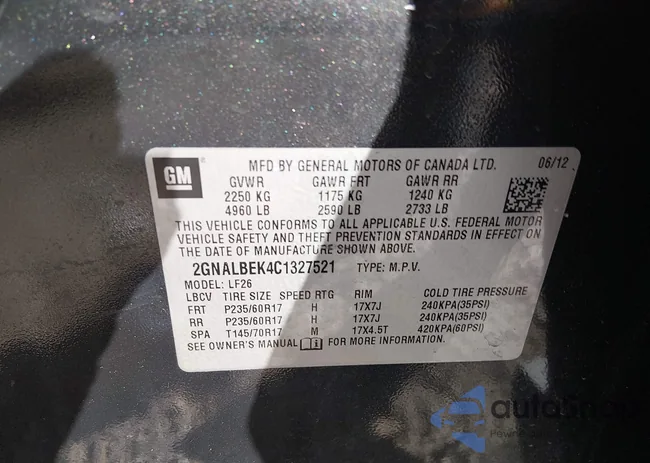 GM
MFD BY GENERAL MOTORS OF CANADA LTD. 06/12
GVWR GAWR FRT GAWR RR
2250 KG 1175 KG 1240 KG
4960 LB 2590 LB 2733 LB
THIS VEHICLE CONFORMS TO ALL APPLICABLE U.S. FEDERAL MOTOR
VEHICLE SAFETY AND THEFT PREVENTION STANDARDS IN EFFECT ON
THE DATE OF MANUFACTURE SHOWN ABOVE.
2GNALBEK4C1327521 TYPE: M.P.V.
MODEL: LF26
LBCV TIRE SIZE SPEED RTG RIM COLD TIRE PRESSURE
FRT P235/60R17 H 17X7J 240KPA(35PSI)
RR P235/60R17 H 17X7J 240KPA(35PSI)
SPA T145/70R17 M 17X4.5T 420KPA(60PSI)
SEE OWNER'S MANUAL FOR MORE INFORMATION.